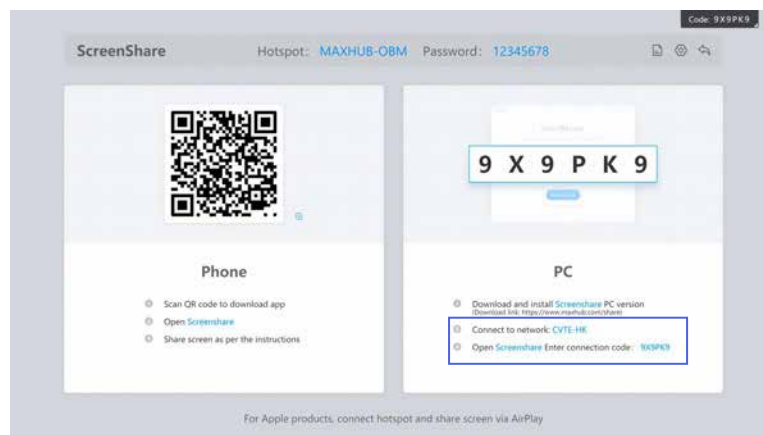 Code: 9X9PK9
ScreenShare Hotspot: MAXHUB-OBM Password: 12345678
9 X 9 P K 9
Phone
Scan QR code to download app
Open Screenshare
Share screen as per the instructions
PC
Download and install Screenshare PC version
(Download link: https://www.maxhub.com/share)
Connect to network: CVTE-HK
Open Screenshare Enter connection code: 9X9PK9
For Apple products, connect hotspot and share screen via AirPlay